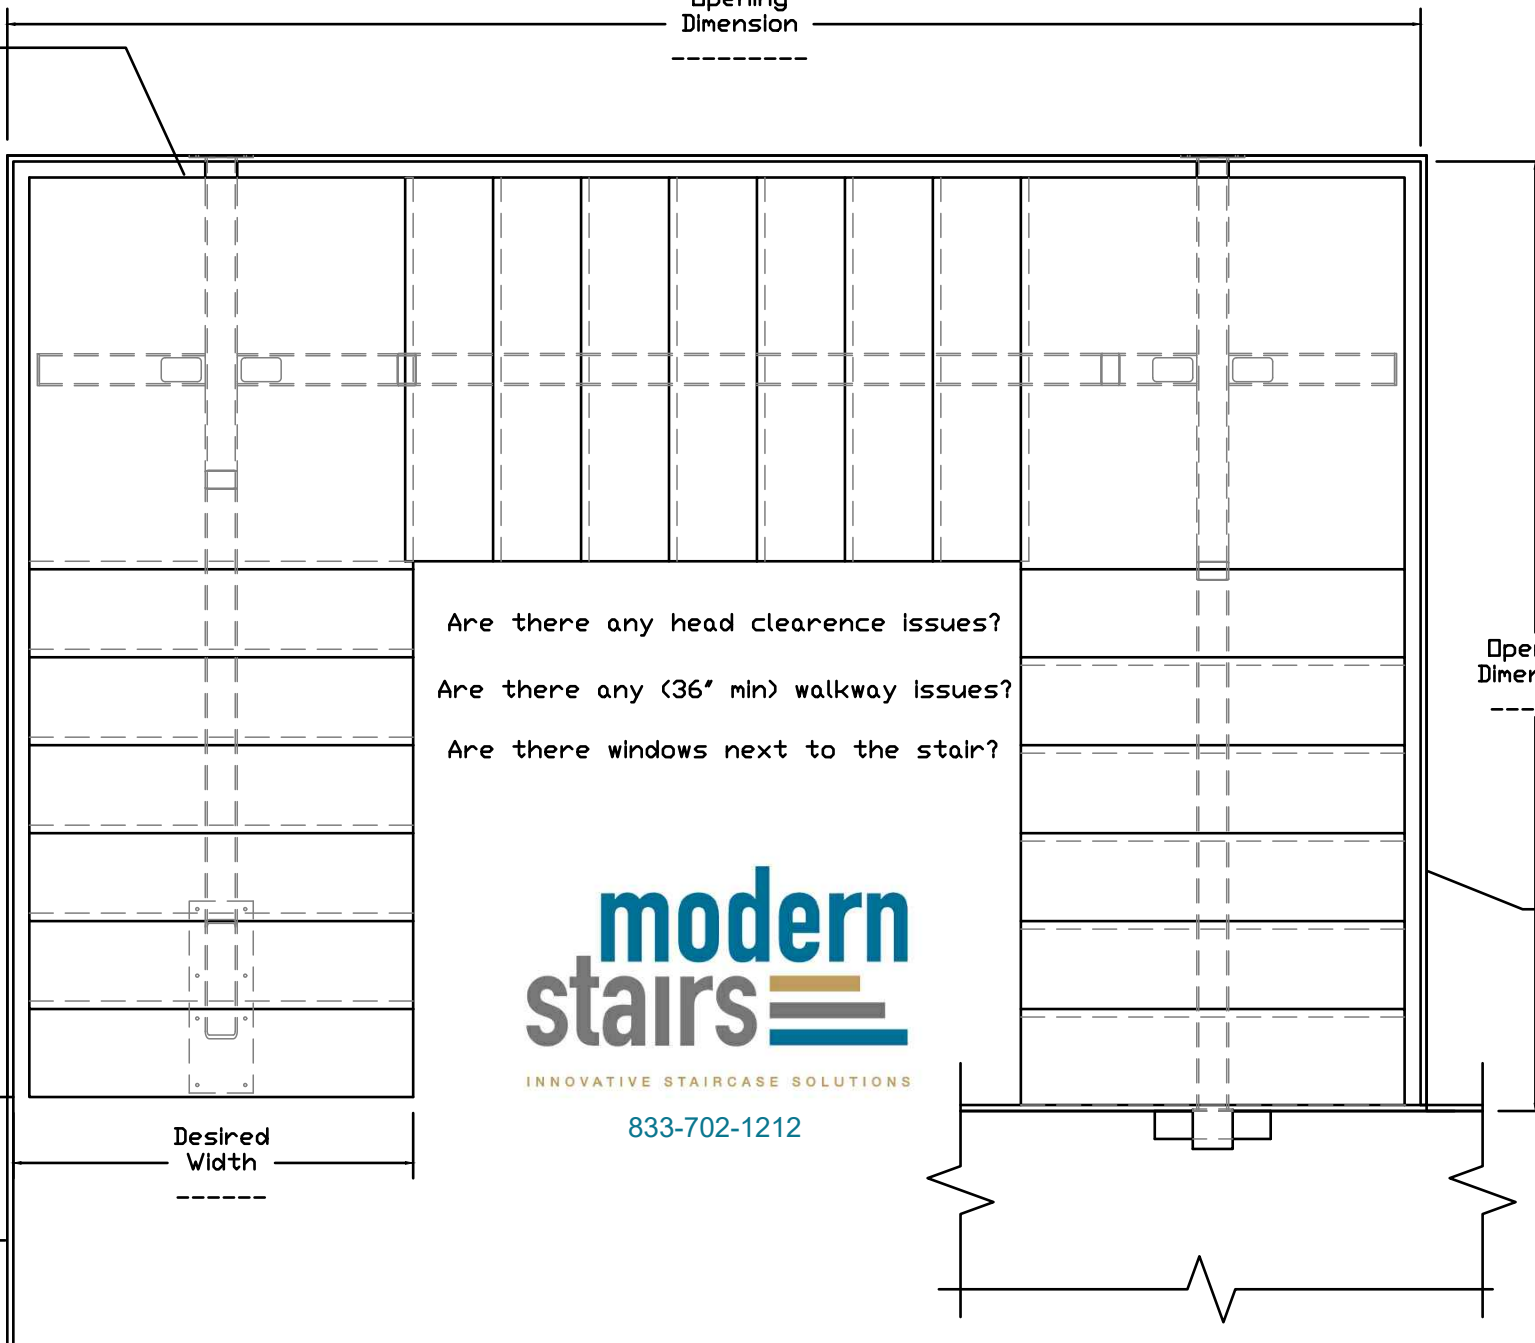 Opening
Dimension
---------
Are there any head clearence issues?
Are there any (36" min) walkway issues?
Are there windows next to the stair?
modern
stairs
INNOVATIVE STAIRCASE SOLUTIONS
833-702-1212
Desired
Width
------